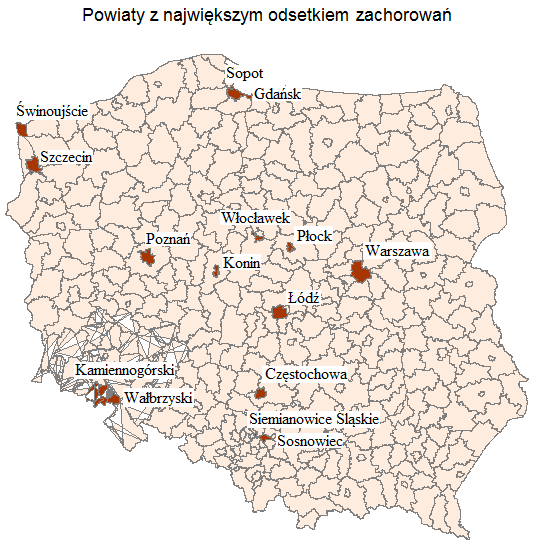 Powiaty z największym odsetkiem zachorowań
Sopot
Gdańsk
Świnoujście
Szczecin
Włocławek
Płock
Poznań
Warszawa
Konin
Łódź
Kamiennogórski
Wałbrzyski
Częstochowa
Siemianowice Śląskie
Sosnowiec